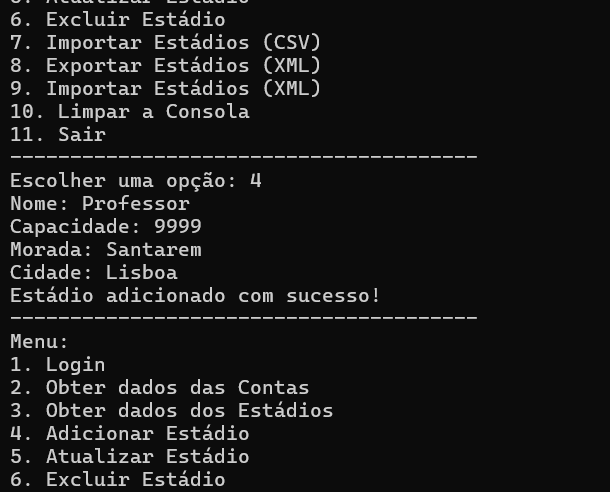 5. Atualizar Estádio
6. Excluir Estádio
7. Importar Estádios (CSV)
8. Exportar Estádios (XML)
9. Importar Estádios (XML)
10. Limpar a Consola
11. Sair
---------------------------------------
Escolher uma opção: 4
Nome: Professor
Capacidade: 9999
Morada: Santarem
Cidade: Lisboa
Estádio adicionado com sucesso!
---------------------------------------
Menu:
1. Login
2. Obter dados das Contas
3. Obter dados dos Estádios
4. Adicionar Estádio
5. Atualizar Estádio
6. Excluir Estádio